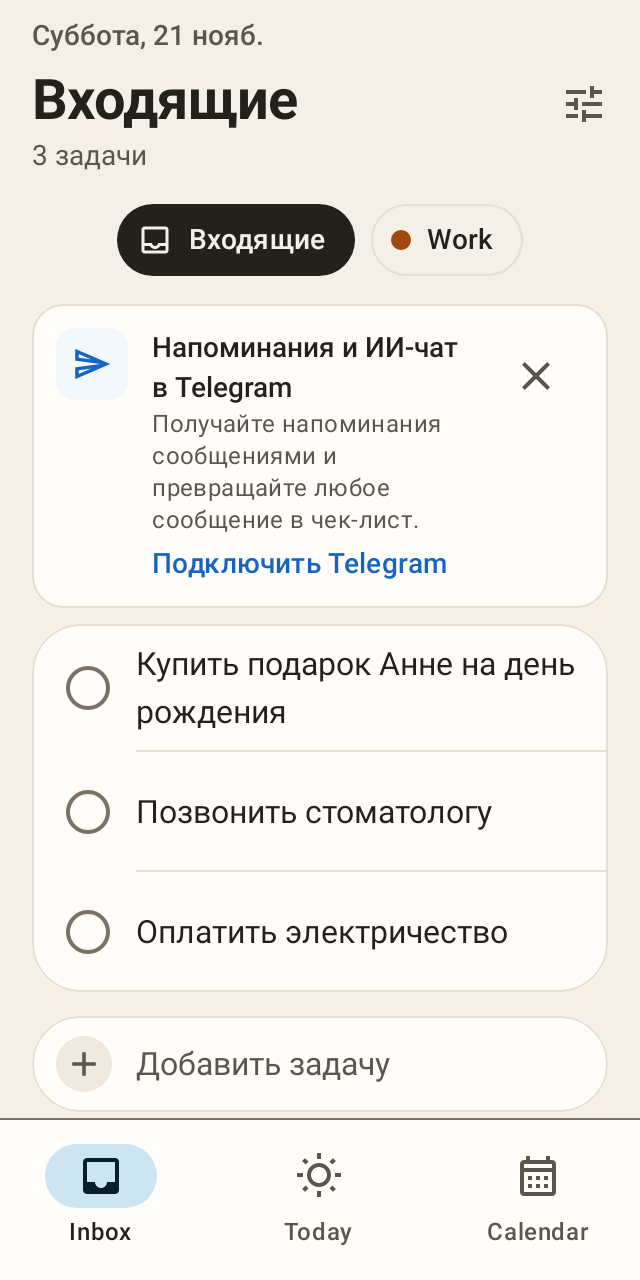 Суббота, 21 нояб.
Входящие
3 задачи
Входящие
Work
Напоминания и ИИ-чат
в Telegram
Получайте напоминания
сообщениями и
превращайте любое
сообщение в чек-лист.
Подключить Telegram
Купить подарок Анне на день
рождения
Позвонить стоматологу
Оплатить электричество
Добавить задачу
Inbox
Today
Calendar